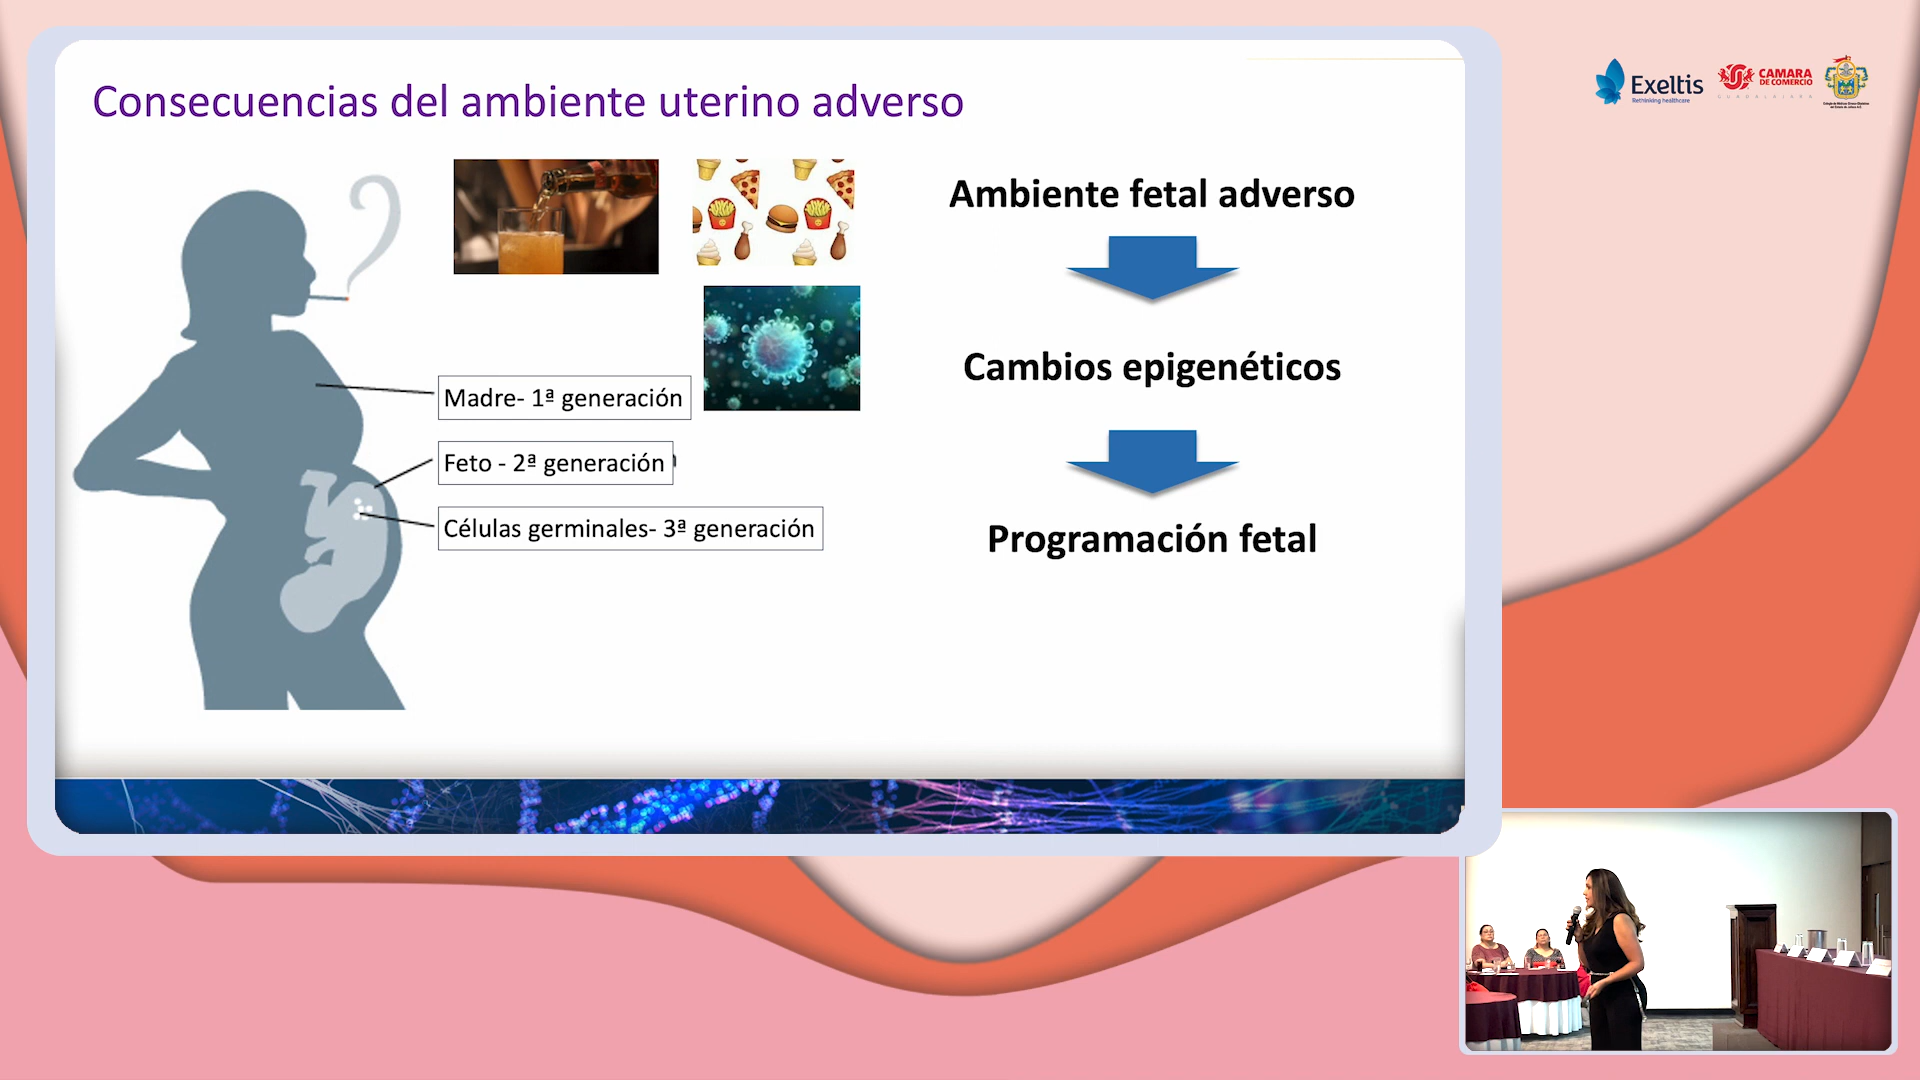 Consecuencias del ambiente uterino adverso
Ambiente fetal adverso
Cambios epigenéticos
Programación fetal
Madre- 1ª generación
Feto - 2ª generación
Células germinales- 3ª generación
Exeltis
Rethinking healthcare
CAMARA
DE COMERCIO
GUADALAJARA